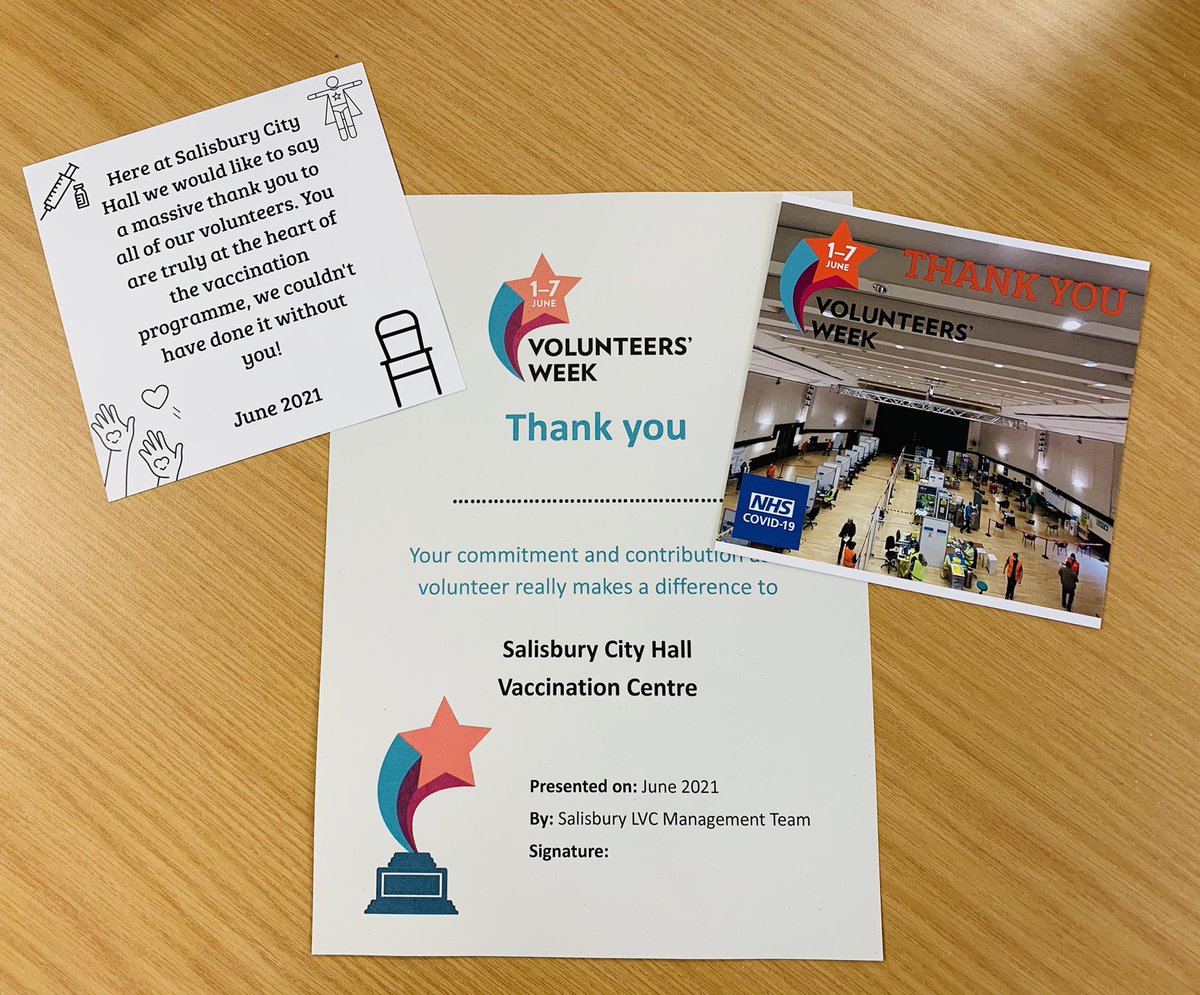 Here at Salisbury City
Hall we would like to say
a massive thank you to
all of our volunteers. You
are truly at the heart of
the vaccination
programme, we couldn't
have done it without
you!
June 2021
1–7
JUNE
VOLUNTEERS'
WEEK
Thank you
Your commitment and contribution
volunteer really makes a difference to
Salisbury City Hall
Vaccination Centre
Presented on: June 2021
By: Salisbury LVC Management Team
Signature:
1–7
JUNE
THANK YOU
VOLUNTEERS'
WEEK
NHS
COVID-19